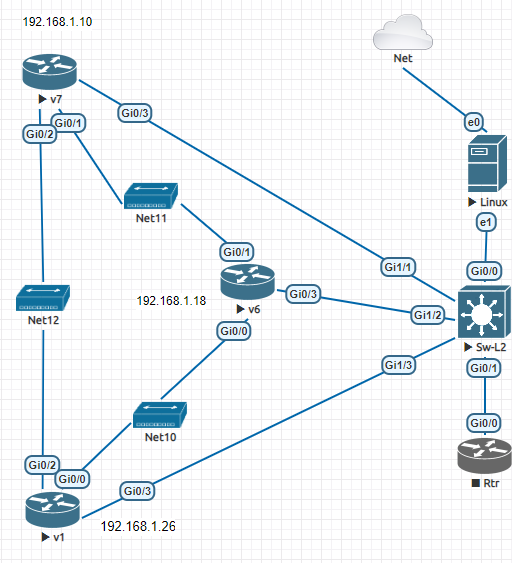 192.168.1.10
Net
v7
Gi0/3
Gi0/1
Gi0/2
e0
Linux
e1
Net11
Gi0/1
Gi1/1
Gi0/0
192.168.1.18
Gi0/3
v6
Gi1/2
Net12
Gi0/0
Sw-L2
Gi1/3
Gi0/1
Net10
Gi0/0
Gi0/2
Gi0/0
Gi0/3
Rtr
192.168.1.26
v1